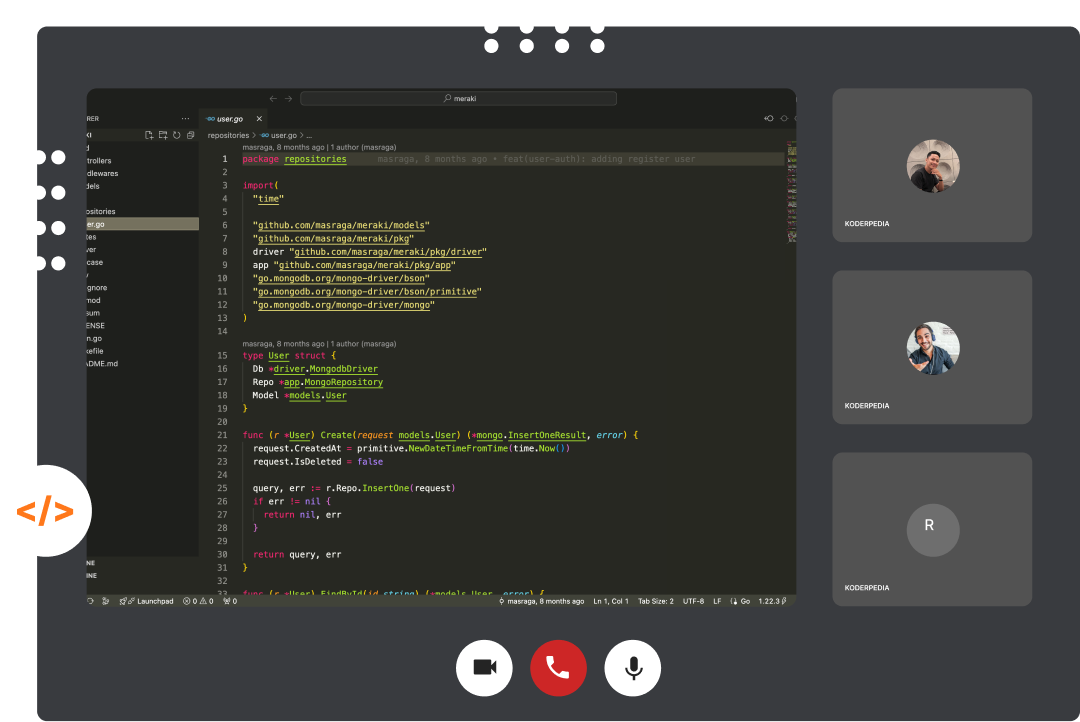 meraki
RER
user.go
KI
repositories > user.go > ...
masraga, 8 months ago | 1 author (masraga)
1 package repositories masraga, 8 months ago • feat(user-auth): adding register user
2
3 import(
4 "time"
5
6 "github.com/masraga/meraki/models"
7 "github.com/masraga/meraki/pkg"
8 driver "github.com/masraga/meraki/pkg/driver"
9 app "github.com/masraga/meraki/pkg/app"
10 "go.mongodb.org/mongo-driver/bson"
11 "go.mongodb.org/mongo-driver/bson/primitive"
12 "go.mongodb.org/mongo-driver/mongo"
13 )
14
masraga, 8 months ago | 1 author (masraga)
15 type User struct {
16 Db *driver.MongodbDriver
17 Repo *app.MongoRepository
18 Model *models.User
19 }
20
21 func (r *User) Create(request models.User) (*mongo.InsertOneResult, error) {
22 request.CreatedAt = primitive.NewDateTimeFromTime(time.Now())
23 request.IsDeleted = false
24
25 query, err := r.Repo.InsertOne(request)
26 if err != nil {
27 return nil, err
28 }
29
30 return query, err
31 }
32
33 func (r *User) FindById(id string) (*models.User, error) {
d
trollers
dlewares
dels
ositories
er.go
tes
ver
case
y
gnore
mod
sum
ENSE
n.go
kefile
ADME.md
NE
INE
Launchpad 0 0 0
masraga, 8 months ago Ln 1, Col 1 Tab Size: 2 UTF-8 LF Go 1.22.3
KODERPEDIA
KODERPEDIA
R
KODERPEDIA
</>